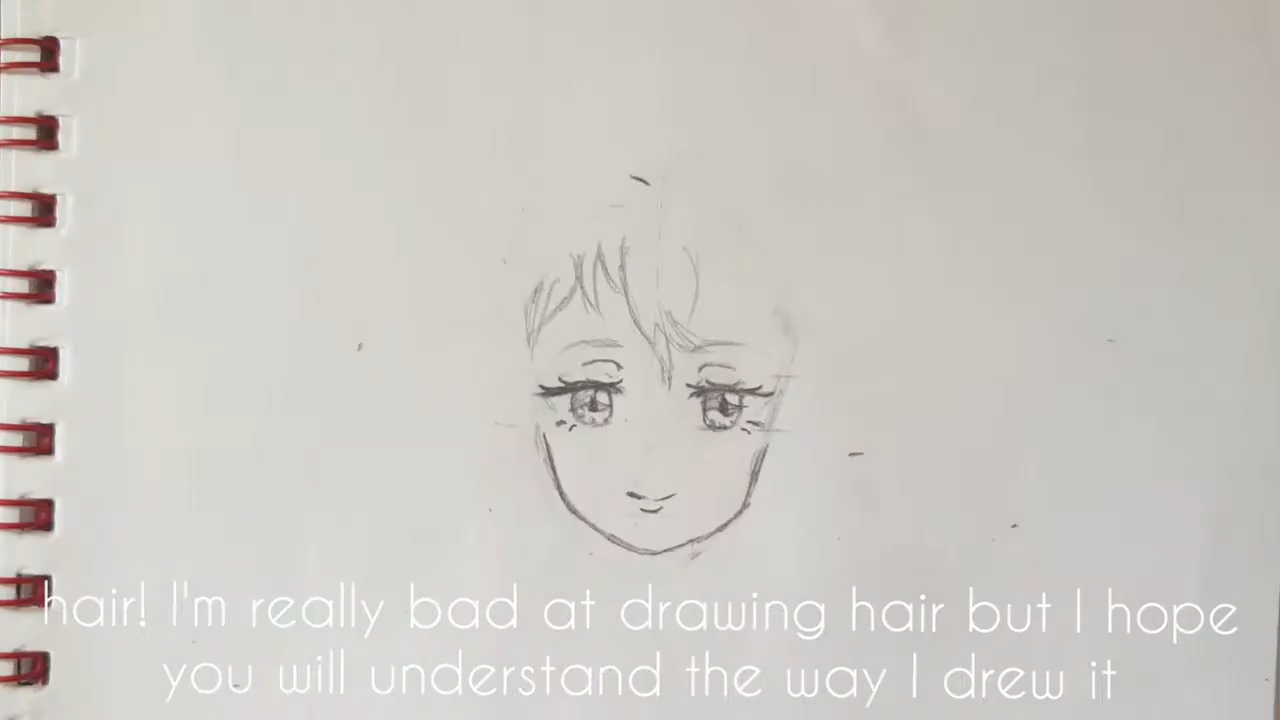 hair! I'm really bad at drawing hair but I hope
you will understand the way I drew it